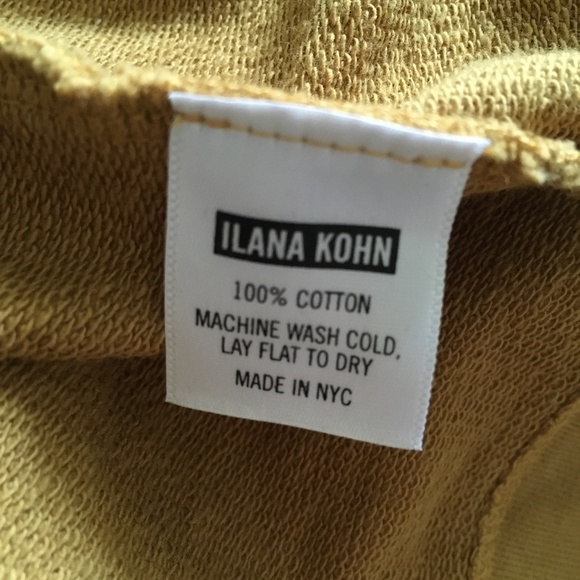 ILANA KOHN
100% COTTON
MACHINE WASH COLD,
LAY FLAT TO DRY
MADE IN NYC